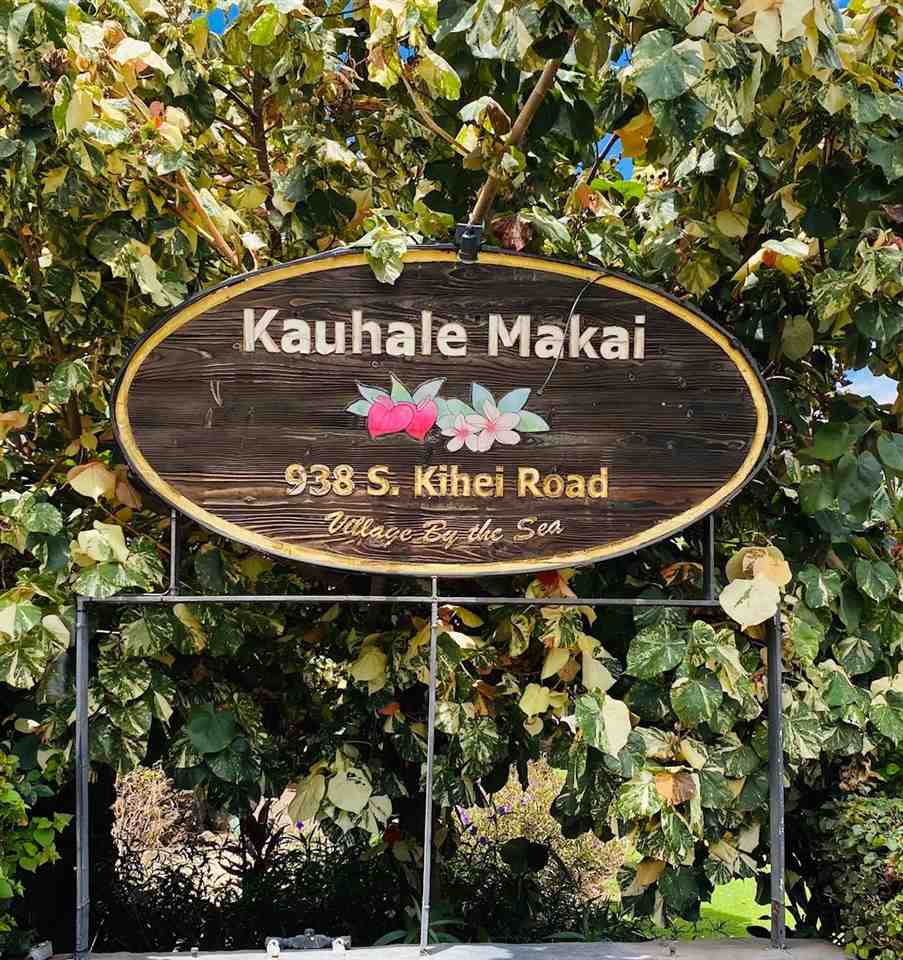 Kauhale Makai
938 S. Kihei Road
Village By the Sea